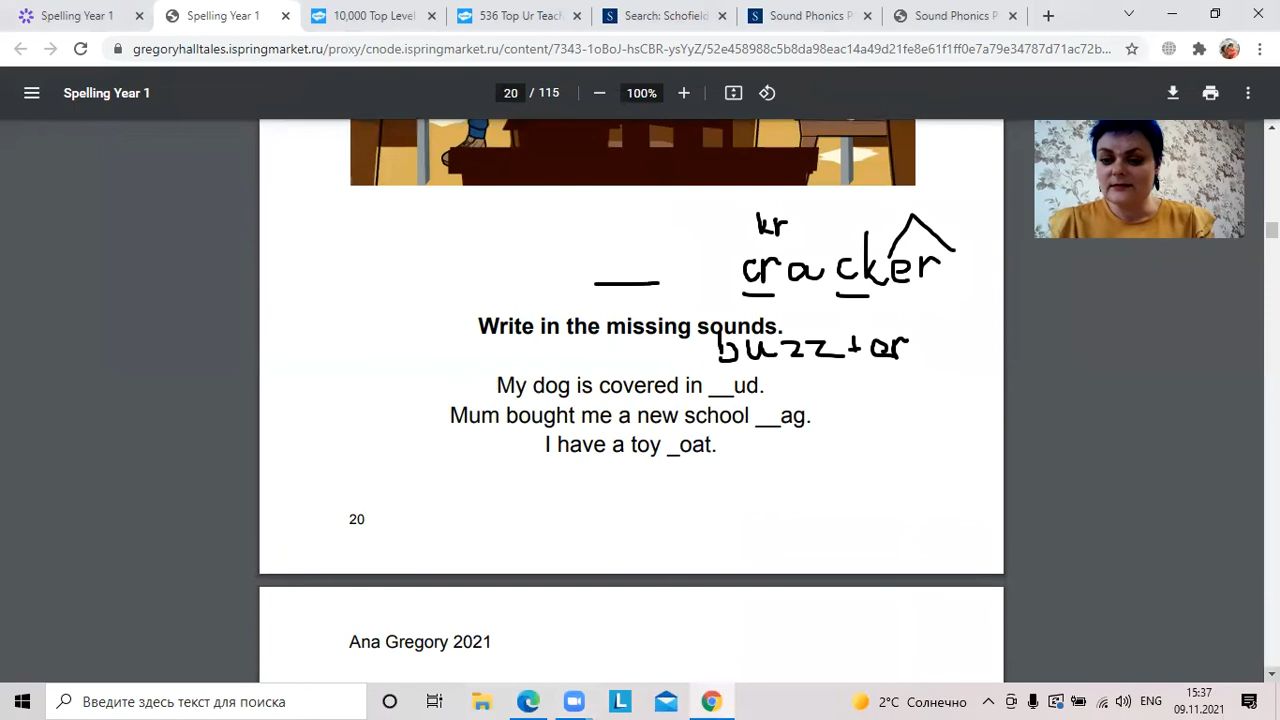 Spelling Year 1
Spelling Year 1
10,000 Top Level
536 Top Ur Teach
Search: Schofield
Sound Phonics P
Sound Phonics P
gregoryhalltales.ispringmarket.ru/proxy/cnode.ispringmarket.ru/content/7343-1oBoJ-hsCBR-ysYyZ/
Spelling Year 1
20 / 115
100%
kr
cracker
Write in the missing sounds.
buzz+er
My dog is covered in __ud.
Mum bought me a new school __ag.
I have a toy _oat.
20
Ana Gregory 2021
Введите здесь текст для поиска
2°C Солнечно
ENG
15:37
09.11.2021